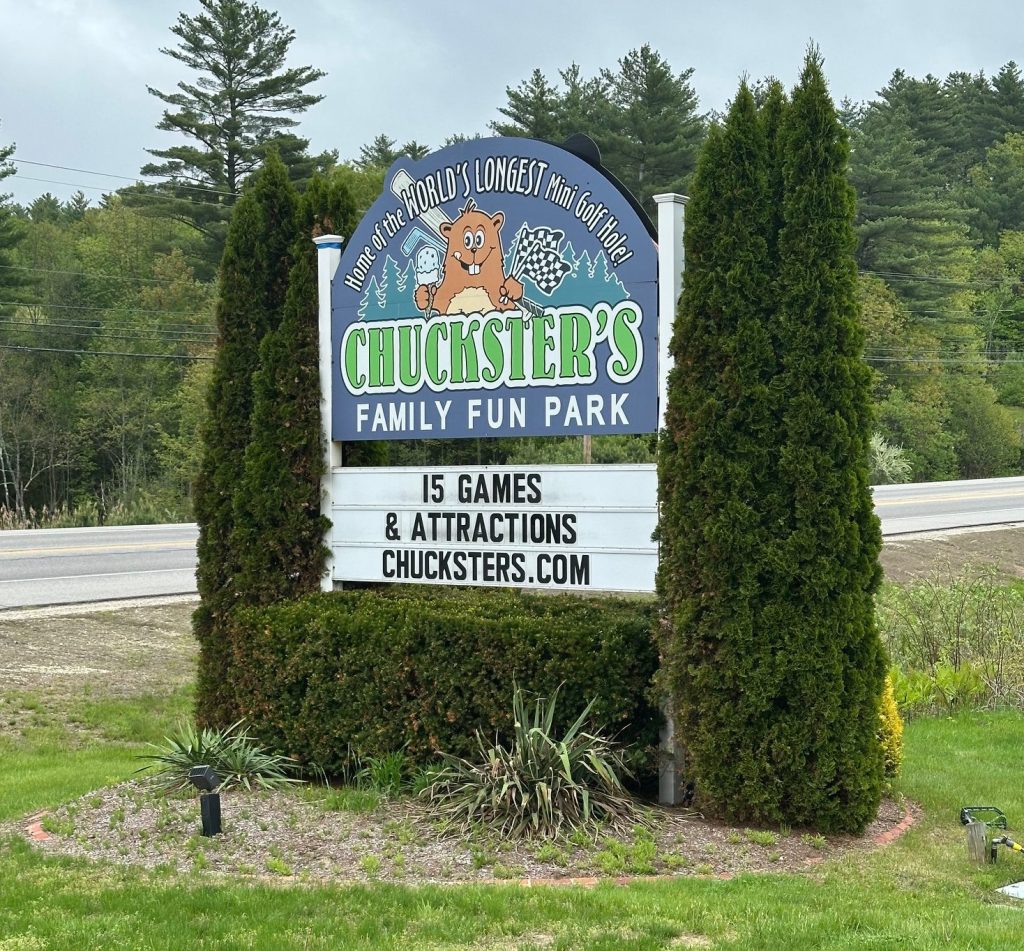 Home of the WORLD'S LONGEST Mini Golf Hole!
CHUCKSTER'S
FAMILY FUN PARK
15 GAMES
& ATTRACTIONS
CHUCKSTERS.COM